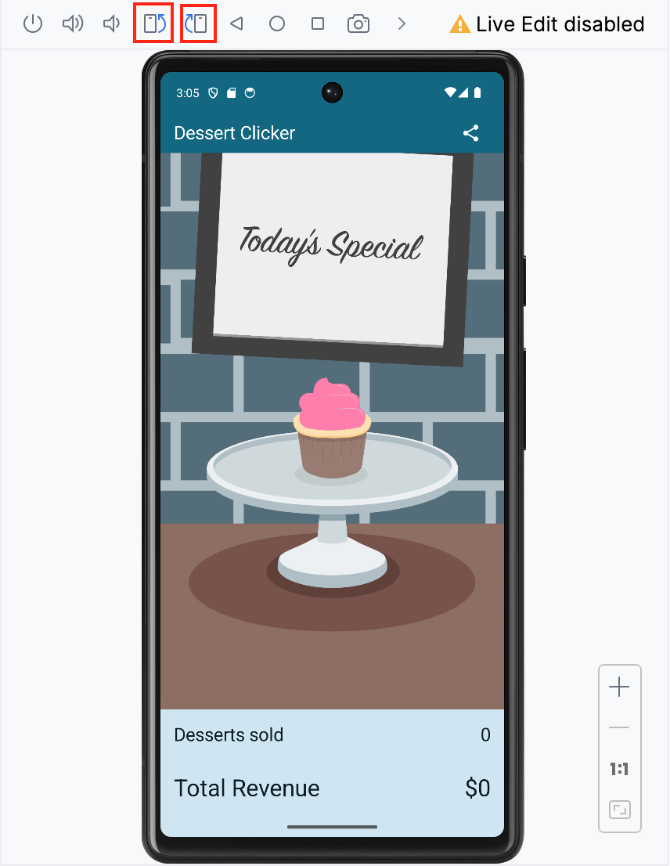 Live Edit disabled
3:05
Dessert Clicker
Today's Special
Desserts sold 0
Total Revenue $0
1:1